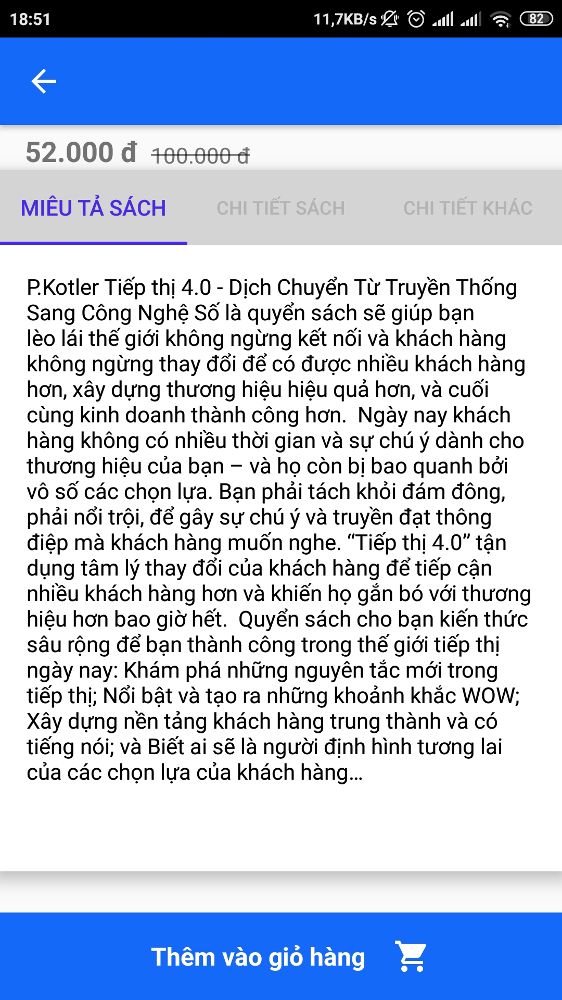 18:51 11,7KB/s 82
52.000 đ 100.000 đ
MIÊU TẢ SÁCH CHI TIẾT SÁCH CHI TIẾT KHÁC
P.Kotler Tiếp thị 4.0 - Dịch Chuyển Từ Truyền Thống
Sang Công Nghệ Số là quyển sách sẽ giúp bạn
lèo lái thế giới không ngừng kết nối và khách hàng
không ngừng thay đổi để có được nhiều khách hàng
hơn, xây dựng thương hiệu hiệu quả hơn, và cuối
cùng kinh doanh thành công hơn.  Ngày nay khách
hàng không có nhiều thời gian và sự chú ý dành cho
thương hiệu của bạn – và họ còn bị bao quanh bởi
vô số các chọn lựa. Bạn phải tách khỏi đám đông,
phải nổi trội, để gây sự chú ý và truyền đạt thông
điệp mà khách hàng muốn nghe. “Tiếp thị 4.0” tận
dụng tâm lý thay đổi của khách hàng để tiếp cận
nhiều khách hàng hơn và khiến họ gắn bó với thương
hiệu hơn bao giờ hết.  Quyển sách cho bạn kiến thức
sâu rộng để bạn thành công trong thế giới tiếp thị
ngày nay: Khám phá những nguyên tắc mới trong
tiếp thị; Nổi bật và tạo ra những khoảnh khắc WOW;
Xây dựng nền tảng khách hàng trung thành và có
tiếng nói; và Biết ai sẽ là người định hình tương lai
của các chọn lựa của khách hàng…
Thêm vào giỏ hàng